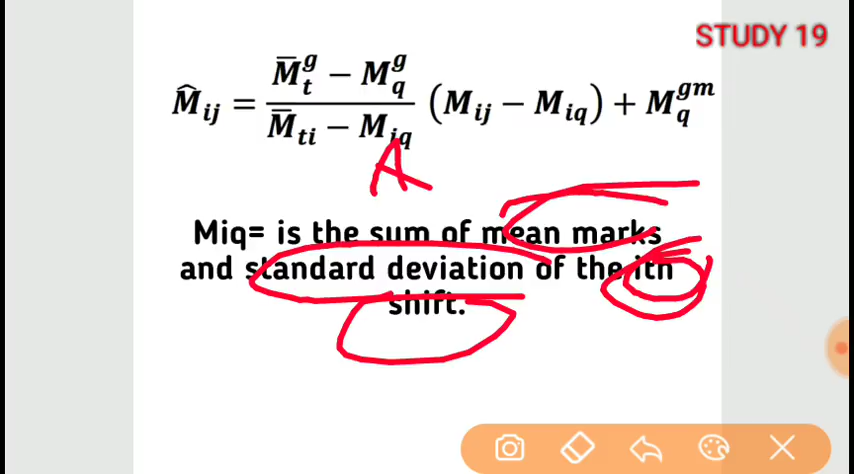 STUDY 19
M̂ij = (M̄tᵍ − Mqᵍ) / (M̄ti − Miq) (Mij − Miq) + Mqᵍᵐ
A
Miq= is the sum of mean marks
and standard deviation of the ith
shift.